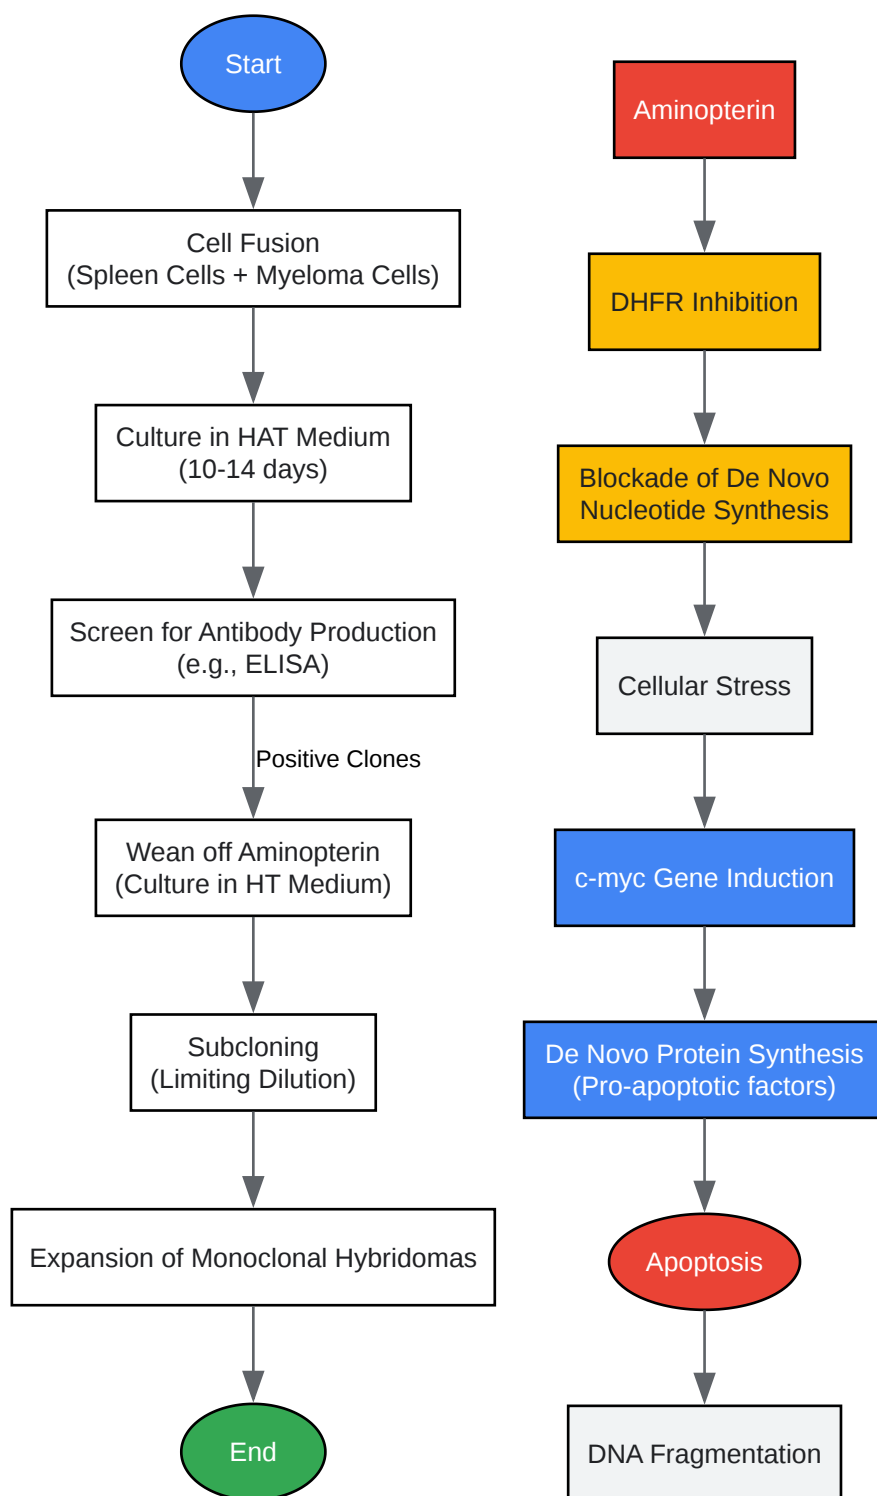 Start
Cell Fusion
(Spleen Cells + Myeloma Cells)
Culture in HAT Medium
(10-14 days)
Screen for Antibody Production
(e.g., ELISA)
Positive Clones
Wean off Aminopterin
(Culture in HT Medium)
Subcloning
(Limiting Dilution)
Expansion of Monoclonal Hybridomas
End
Aminopterin
DHFR Inhibition
Blockade of De Novo
Nucleotide Synthesis
Cellular Stress
c-myc Gene Induction
De Novo Protein Synthesis
(Pro-apoptotic factors)
Apoptosis
DNA Fragmentation